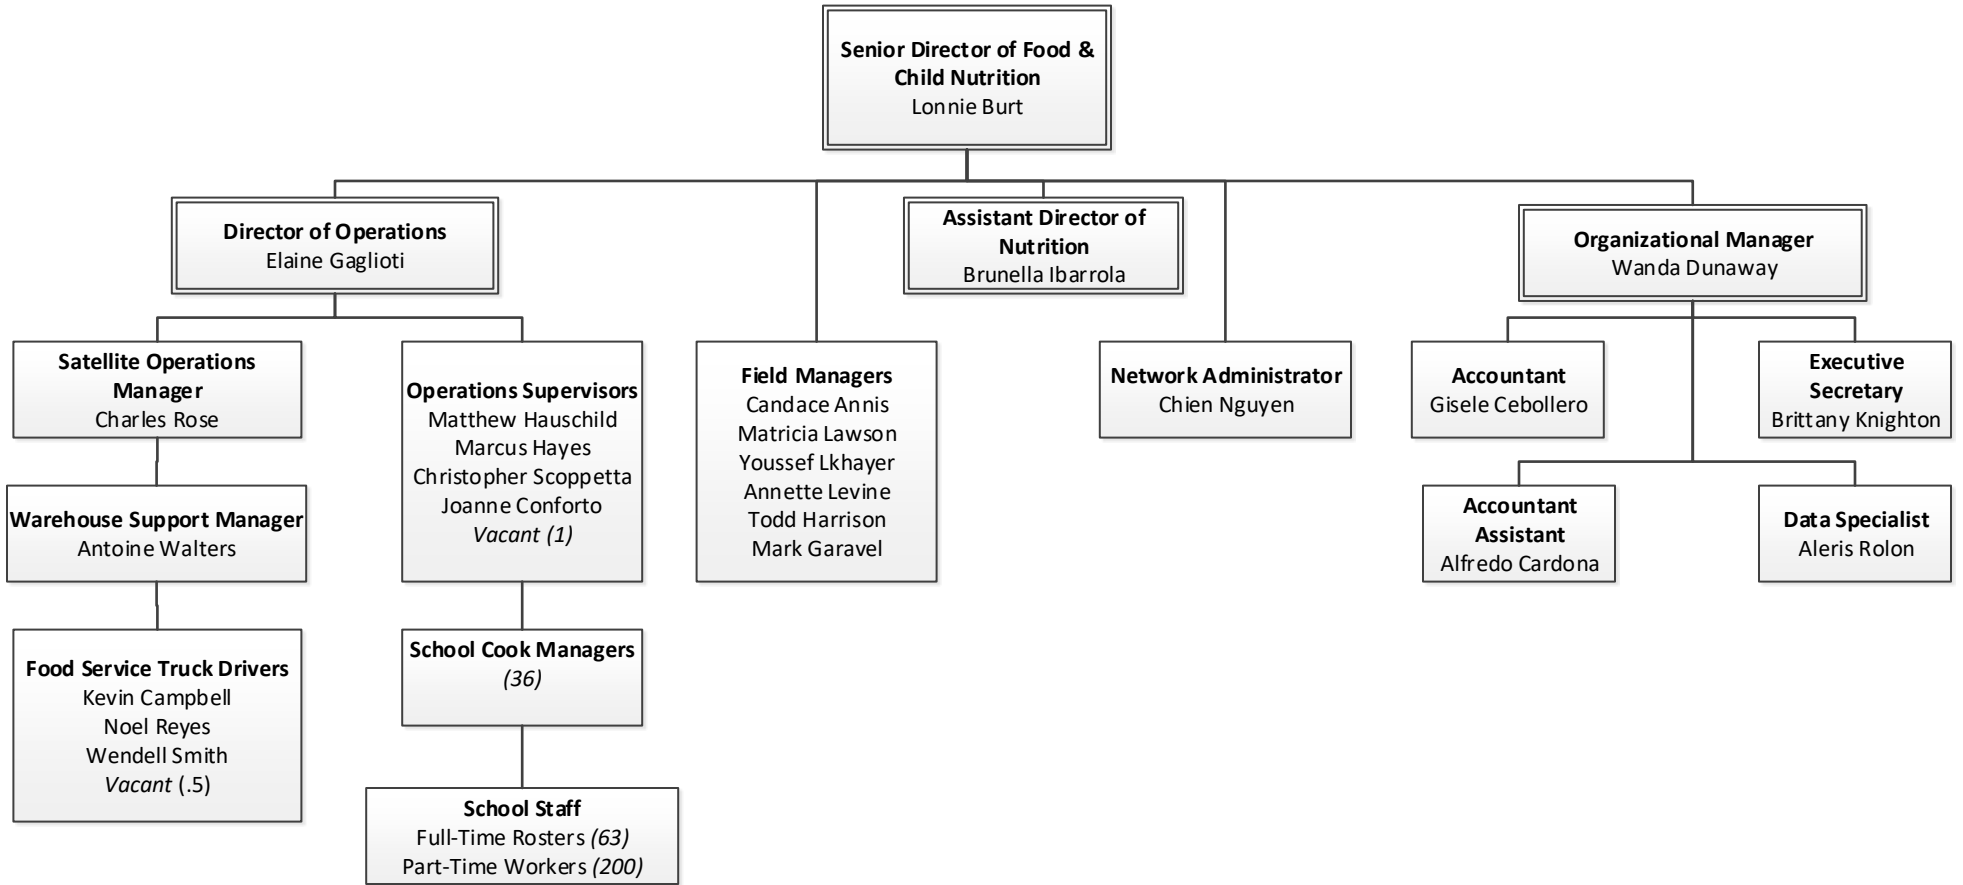 Senior Director of Food &
Child Nutrition
Lonnie Burt
Director of Operations
Elaine Gaglioti
Assistant Director of
Nutrition
Brunella Ibarrola
Organizational Manager
Wanda Dunaway
Satellite Operations
Manager
Charles Rose
Operations Supervisors
Matthew Hauschild
Marcus Hayes
Christopher Scoppetta
Joanne Conforto
Vacant (1)
Field Managers
Candace Annis
Matricia Lawson
Youssef Lkhayer
Annette Levine
Todd Harrison
Mark Garavel
Network Administrator
Chien Nguyen
Accountant
Gisele Cebollero
Executive
Secretary
Brittany Knighton
Warehouse Support Manager
Antoine Walters
Accountant
Assistant
Alfredo Cardona
Data Specialist
Aleris Rolon
Food Service Truck Drivers
Kevin Campbell
Noel Reyes
Wendell Smith
Vacant (.5)
School Cook Managers
(36)
School Staff
Full-Time Rosters (63)
Part-Time Workers (200)